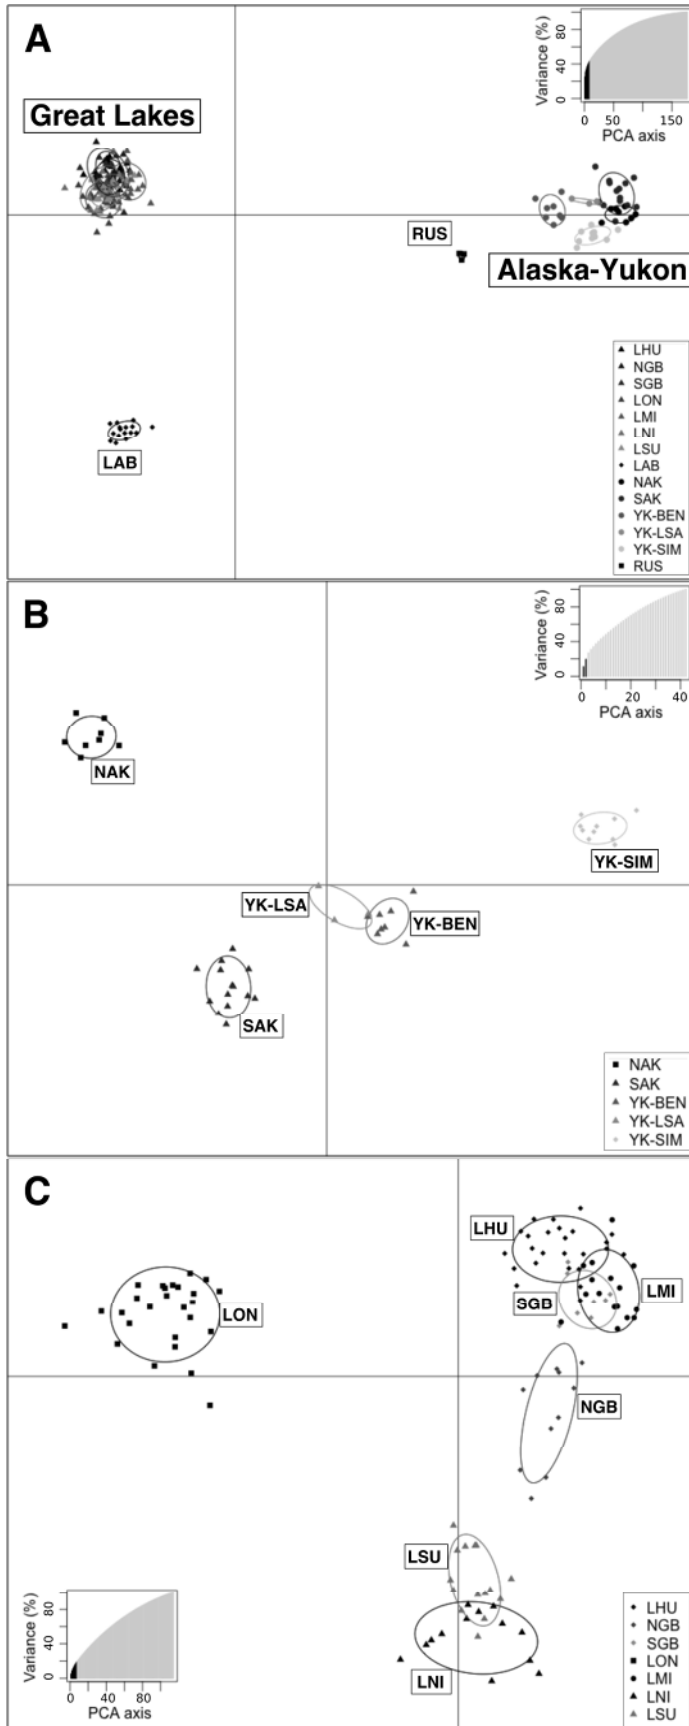 A
Variance (%)
0 40 80
0 50 150
PCA axis
Great Lakes
RUS
Alaska-Yukon
LAB
LHU
NGB
SGB
LON
LMI
LNI
LSU
LAB
NAK
SAK
YK-BEN
YK-LSA
YK-SIM
RUS
B
Variance (%)
0 40 80
0 20 40
PCA axis
NAK
YK-SIM
YK-LSA
YK-BEN
SAK
NAK
SAK
YK-BEN
YK-LSA
YK-SIM
C
LHU
SGB
LMI
LON
NGB
LSU
LNI
Variance (%)
0 40 80
0 40 80
PCA axis
LHU
NGB
SGB
LON
LMI
LNI
LSU